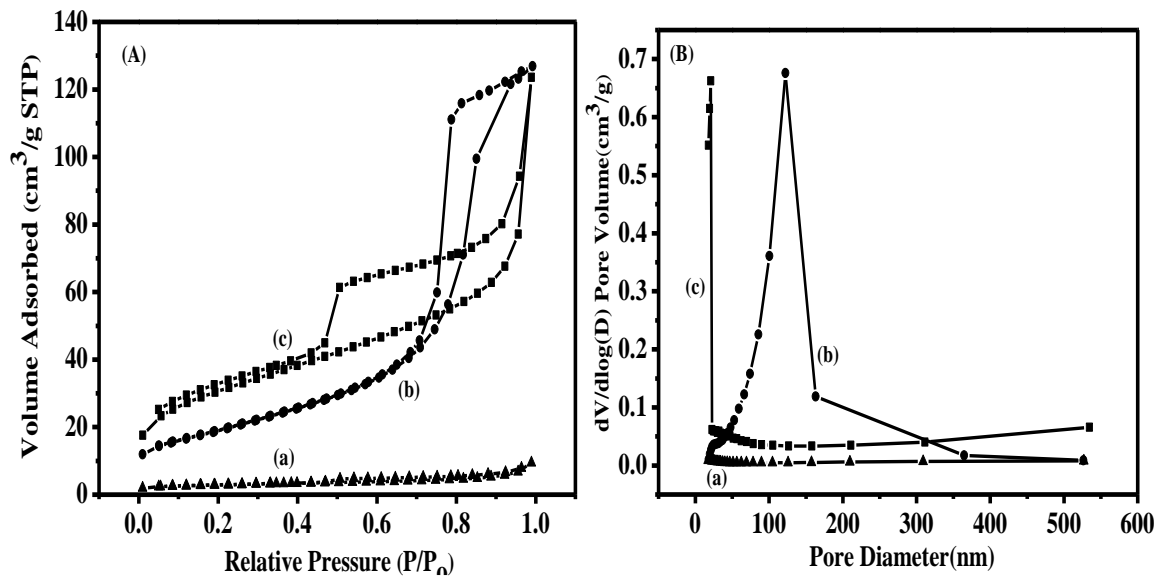 (A)
Volume Adsorbed (cm³/g STP)
140
120
100
80
60
40
20
0
(c)
(b)
(a)
0.0 0.2 0.4 0.6 0.8 1.0
Relative Pressure (P/P₀)
(B)
dV/dlog(D) Pore Volume(cm³/g)
0.7
0.6
0.5
0.4
0.3
0.2
0.1
0.0
(c)
(b)
(a)
0 100 200 300 400 500 600
Pore Diameter(nm)